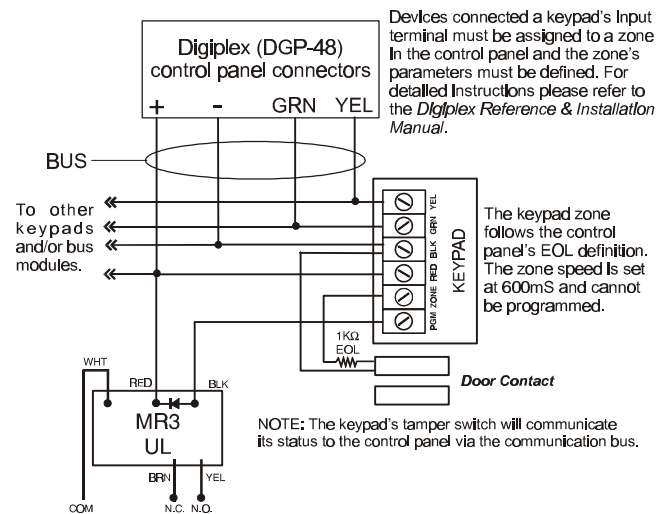 Digiplex (DGP-48)
control panel connectors
+ - GRN YEL
Devices connected a keypad's Input
terminal must be assigned to a zone
in the control panel and the zone's
parameters must be defined. For
detailed instructions please refer to
the Digiplex Reference & Installation
Manual.
BUS
To other
keypads
and/or bus
modules.
YEL
GRN
BLK
RED
ZONE
PGM
KEYPAD
The keypad zone
follows the control
panel's EOL definition.
The zone speed is set
at 600mS and cannot
be programmed.
1KΩ
EOL
Door Contact
WHT
RED
BLK
MR3
UL
BRN
YEL
COM
N.C.
N.O.
NOTE: The keypad's tamper switch will communicate
its status to the control panel via the communication bus.